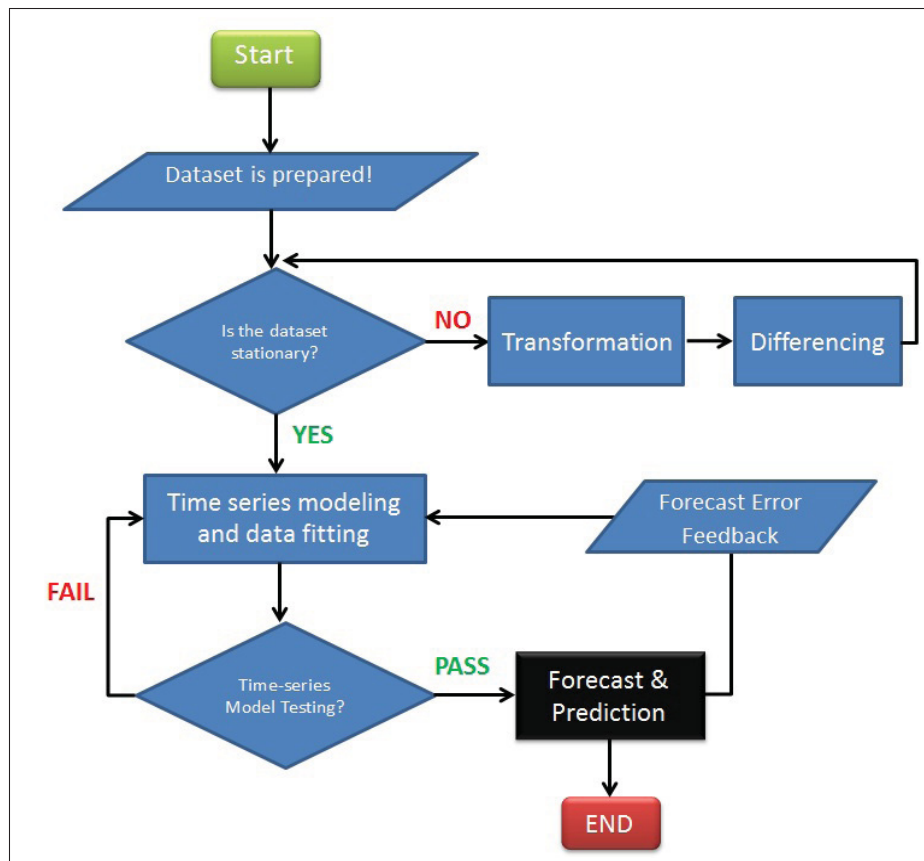 Start
Dataset is prepared!
Is the dataset
stationary?
NO
Transformation
Differencing
YES
Time series modeling
and data fitting
Forecast Error
Feedback
FAIL
Time-series
Model Testing?
PASS
Forecast &
Prediction
END